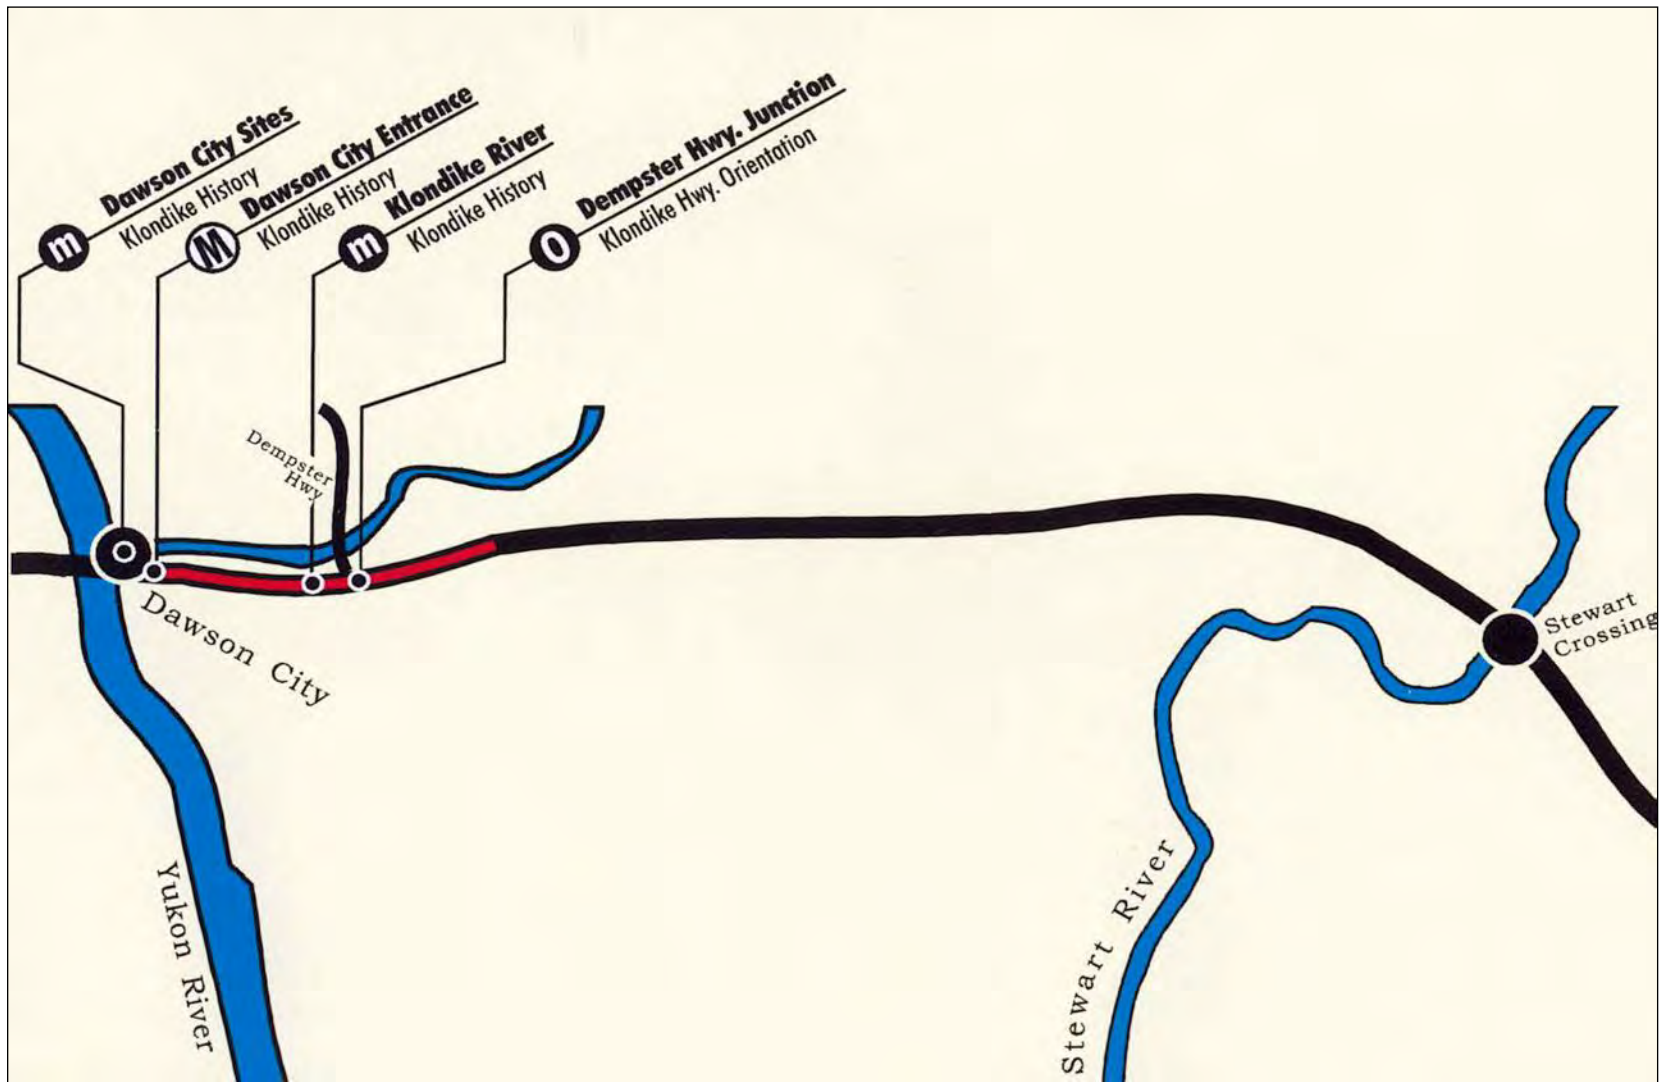 m
Dawson City Sites
Klondike History
M
Dawson City Entrance
Klondike History
m
Klondike River
Klondike History
O
Dempster Hwy. Junction
Klondike Hwy. Orientation
Dempster
Hwy
Dawson City
Stewart
Crossing
Yukon River
Stewart River